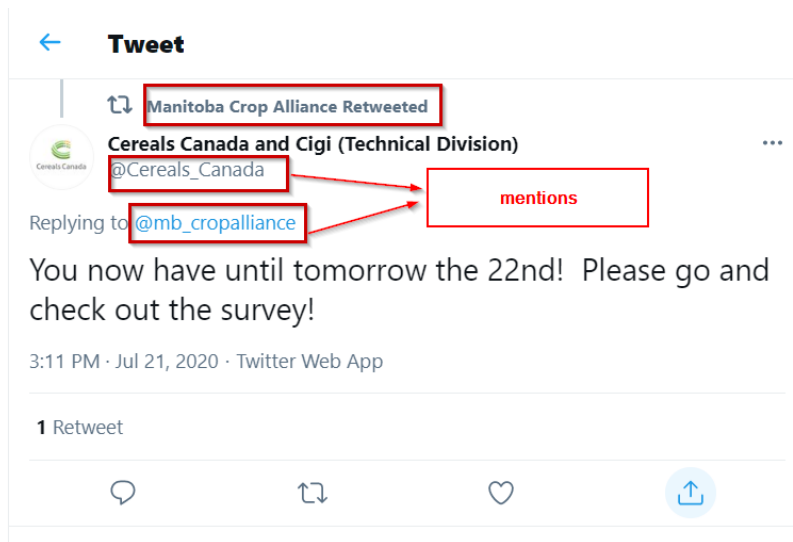 Tweet
Manitoba Crop Alliance Retweeted
Cereals Canada and Cigi (Technical Division)
Cereals Canada
@Cereals_Canada
mentions
Replying to @mb_cropalliance
You now have until tomorrow the 22nd! Please go and
check out the survey!
3:11 PM · Jul 21, 2020 · Twitter Web App
1 Retweet